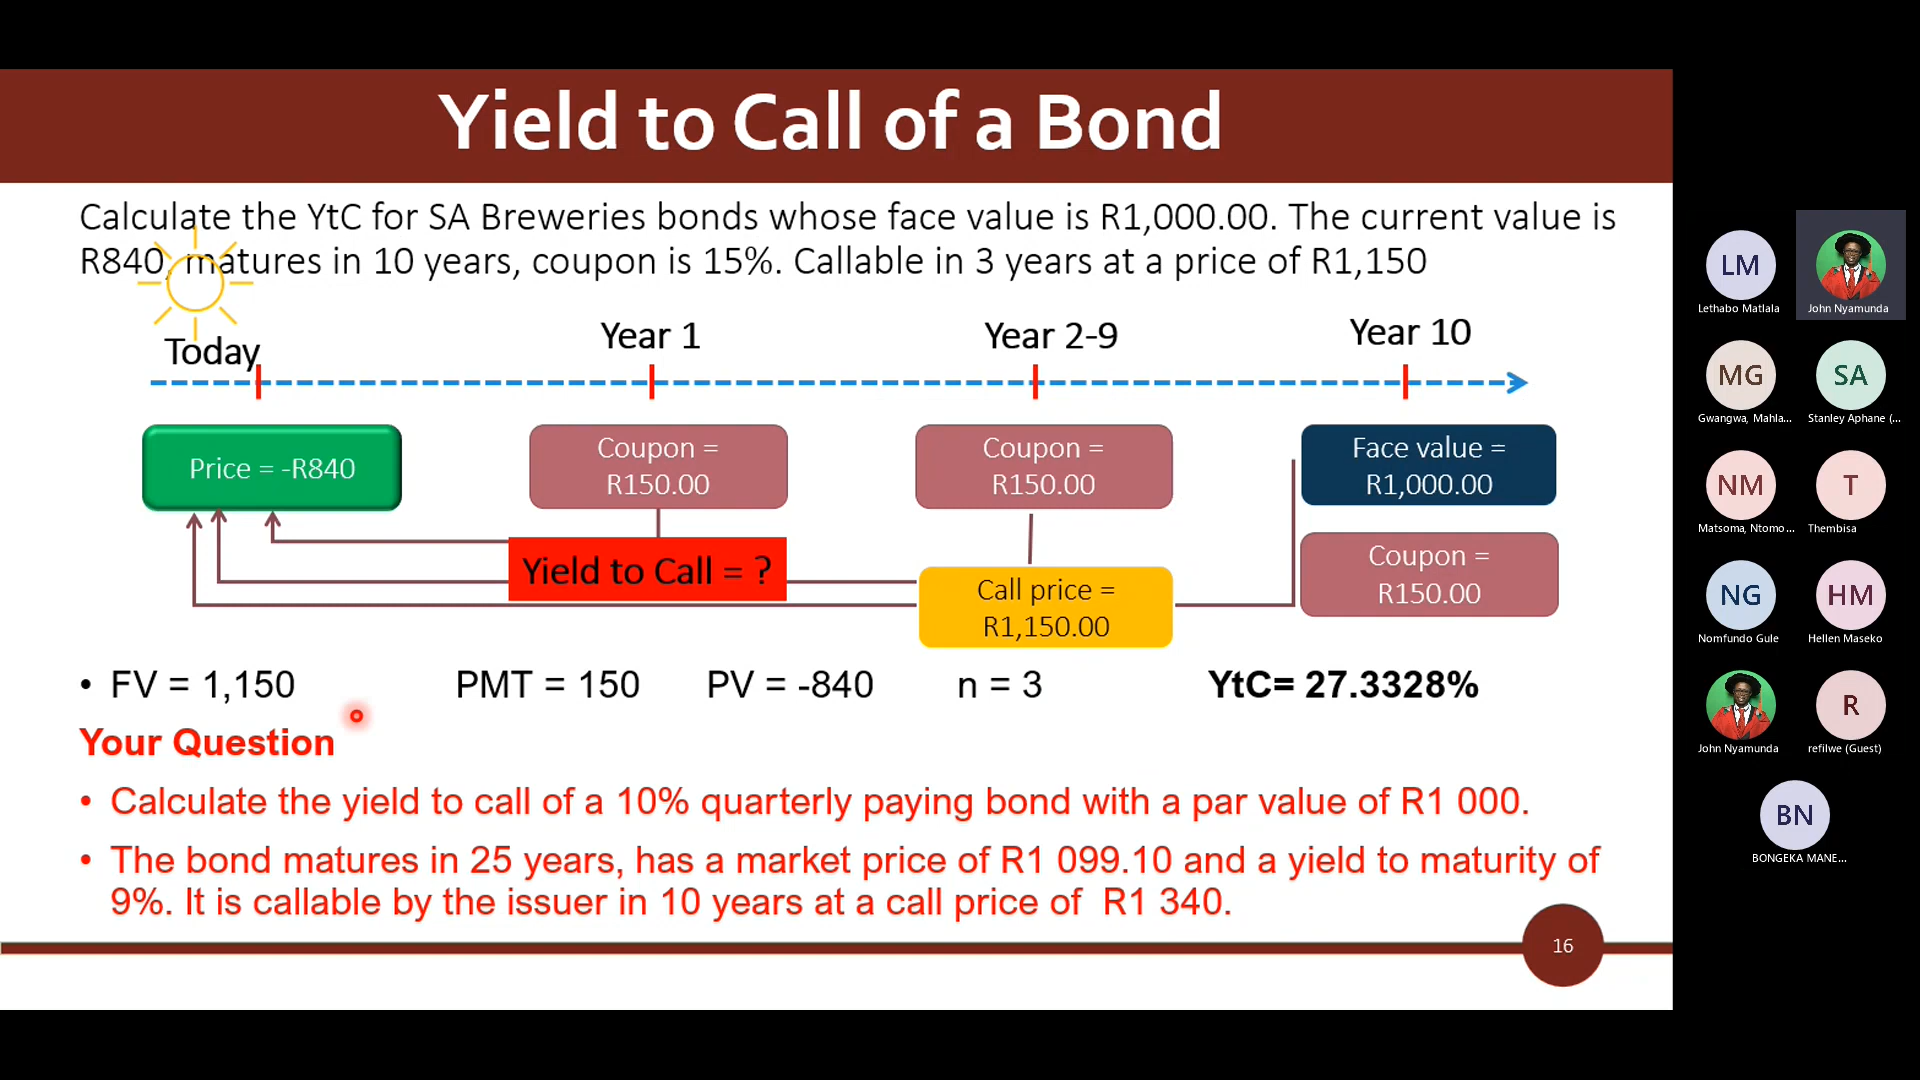 Yield to Call of a Bond
Calculate the YtC for SA Breweries bonds whose face value is R1,000.00. The current value is
R840, matures in 10 years, coupon is 15%. Callable in 3 years at a price of R1,150
Today
Year 1
Year 2-9
Year 10
Price = -R840
Coupon =
R150.00
Coupon =
R150.00
Face value =
R1,000.00
Coupon =
R150.00
Yield to Call = ?
Call price =
R1,150.00
• FV = 1,150 PMT = 150 PV = -840 n = 3 YtC= 27.3328%
Your Question
• Calculate the yield to call of a 10% quarterly paying bond with a par value of R1 000.
• The bond matures in 25 years, has a market price of R1 099.10 and a yield to maturity of
9%. It is callable by the issuer in 10 years at a call price of R1 340.
16
LM
Lethabo Matlala
John Nyamunda
MG
Gwangwa, Mahla...
SA
Stanley Aphane (...
NM
Matsoma, Ntomo...
T
Thembisa
NG
Nomfundo Gule
HM
Hellen Maseko
John Nyamunda
R
refilwe (Guest)
BN
BONGEKA MANE...